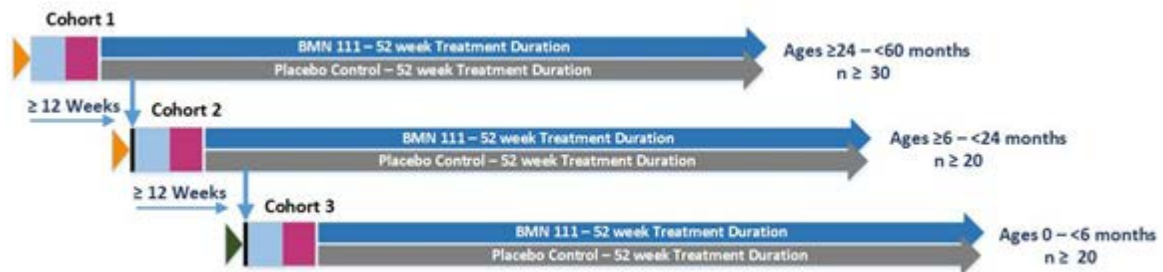 Cohort 1
BMN 111 – 52 week Treatment Duration
Placebo Control – 52 week Treatment Duration
Ages ≥24 – <60 months
n ≥ 30
≥ 12 Weeks
Cohort 2
BMN 111 – 52 week Treatment Duration
Placebo Control – 52 week Treatment Duration
Ages ≥6 – <24 months
n ≥ 20
≥ 12 Weeks
Cohort 3
BMN 111 – 52 week Treatment Duration
Placebo Control – 52 week Treatment Duration
Ages 0 – <6 months
n ≥ 20